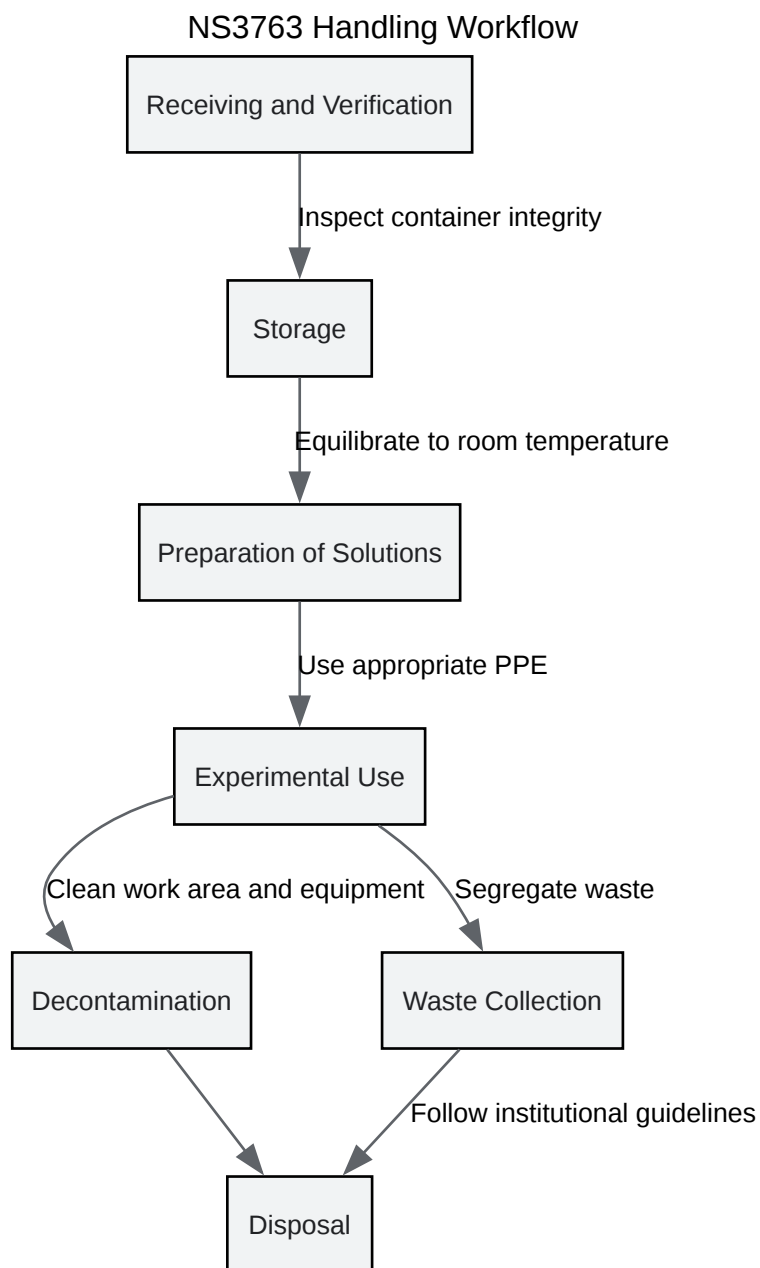 NS3763 Handling Workflow
Receiving and Verification
Inspect container integrity
Storage
Equilibrate to room temperature
Preparation of Solutions
Use appropriate PPE
Experimental Use
Clean work area and equipment
Segregate waste
Decontamination
Waste Collection
Follow institutional guidelines
Disposal